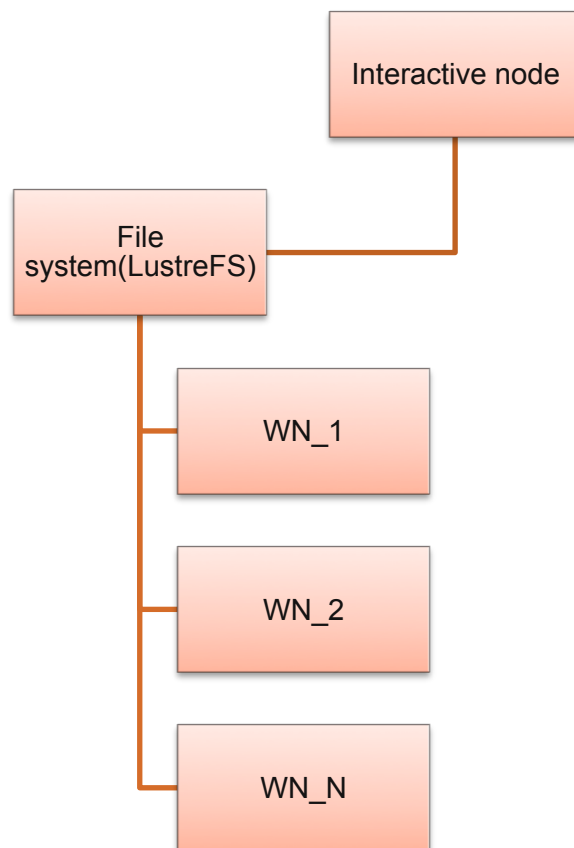 Interactive node
File
system(LustreFS)
WN_1
WN_2
WN_N